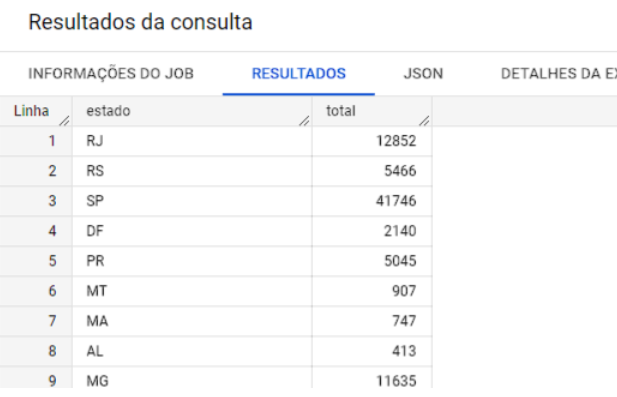 Resultados da consulta
INFORMAÇÕES DO JOB RESULTADOS JSON DETALHES DA EX
Linha estado total
1 RJ 12852
2 RS 5466
3 SP 41746
4 DF 2140
5 PR 5045
6 MT 907
7 MA 747
8 AL 413
9 MG 11635